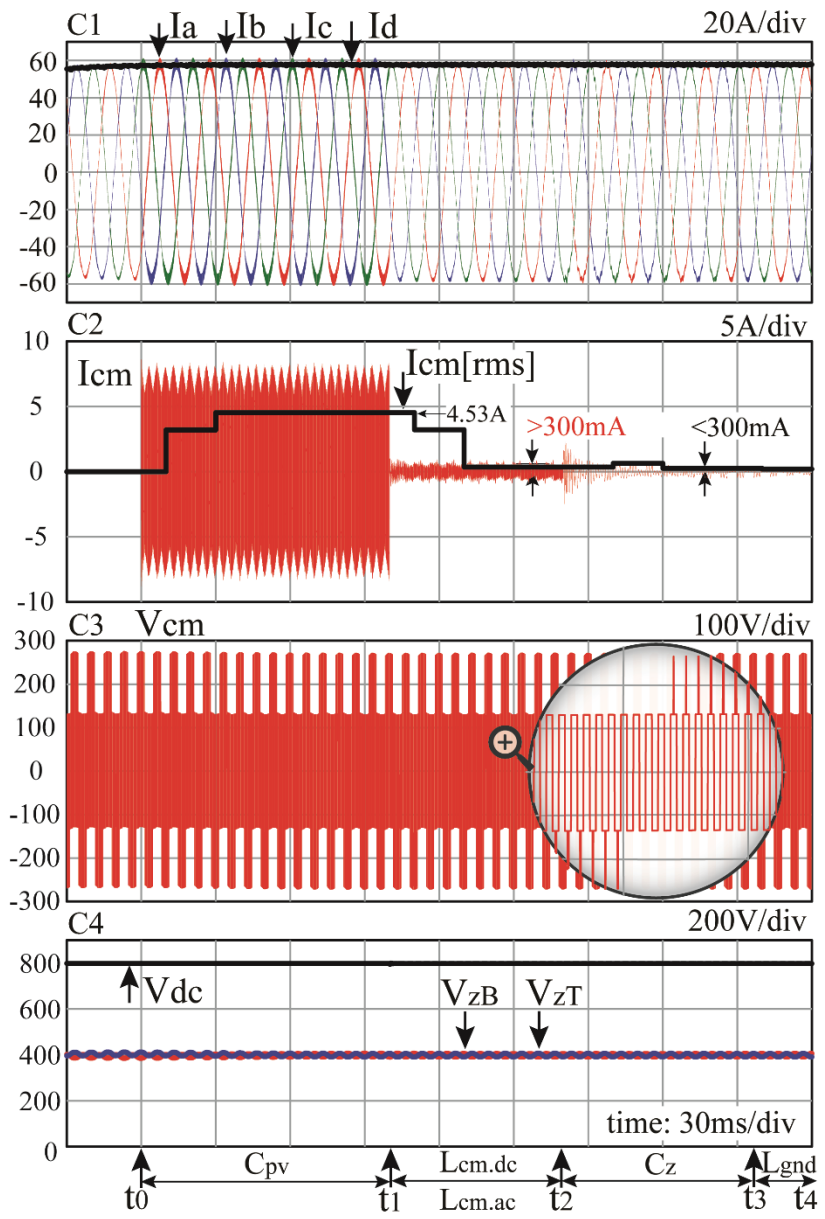 C1 Ia Ib Ic Id 20A/div
60
40
20
0
-20
-40
-60
C2 5A/div
10
Icm Icm[rms]
5
4.53A >300mA <300mA
0
-5
-10
C3 Vcm 100V/div
300
200
100
0
-100
-200
-300
C4 200V/div
800
Vdc VzB VzT
600
400
200
time: 30ms/div
0
Cpv Lcm.dc Cz Lgnd
t0 t1 Lcm.ac t2 t3 t4